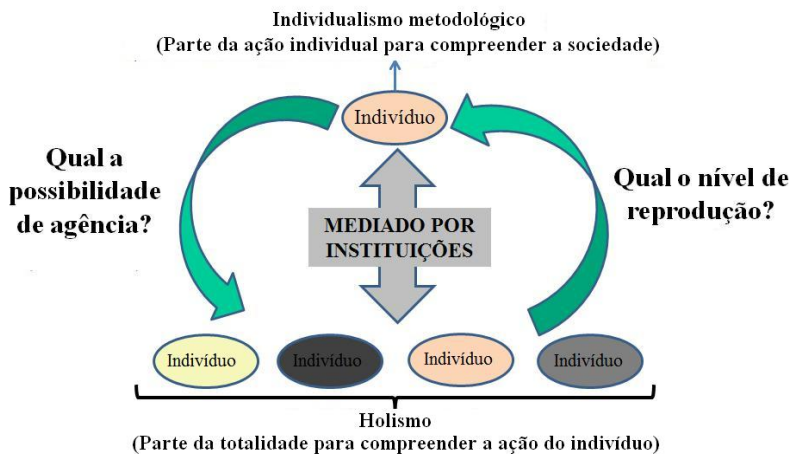 Individualismo metodológico
(Parte da ação individual para compreender a sociedade)
Indivíduo
Qual a
possibilidade
de agência?
MEDIADO POR
INSTITUIÇÕES
Qual o nível de
reprodução?
Indivíduo
Indivíduo
Indivíduo
Indivíduo
Holismo
(Parte da totalidade para compreender a ação do indivíduo)